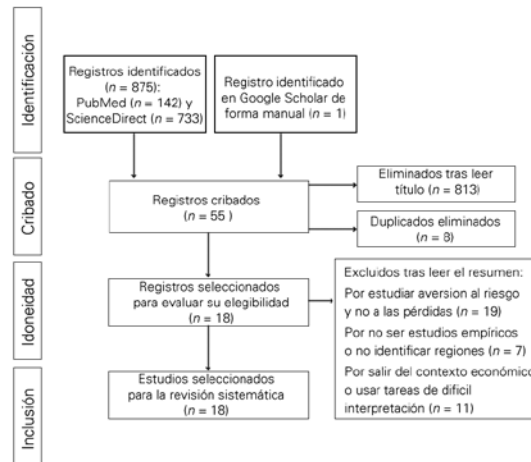 Identificación
Registros identificados
(n = 875):
PubMed (n = 142) y
ScienceDirect (n = 733)
Registro identificado
en Google Scholar de
forma manual (n = 1)
Cribado
Registros cribados
(n = 55 )
Eliminados tras leer
título (n = 813)
Duplicados eliminados
(n = 8)
Idoneidad
Registros seleccionados
para evaluar su elegibilidad
(n = 18)
Excluidos tras leer el resumen:
Por estudiar aversion al riesgo
y no a las pérdidas (n = 19)
Por no ser estudios empíricos
o no identificar regiones (n = 7)
Por salir del contexto económico
o usar tareas de dificil
interpretación (n = 11)
Inclusión
Estudios seleccionados
para la revisión sistemática
(n = 18)